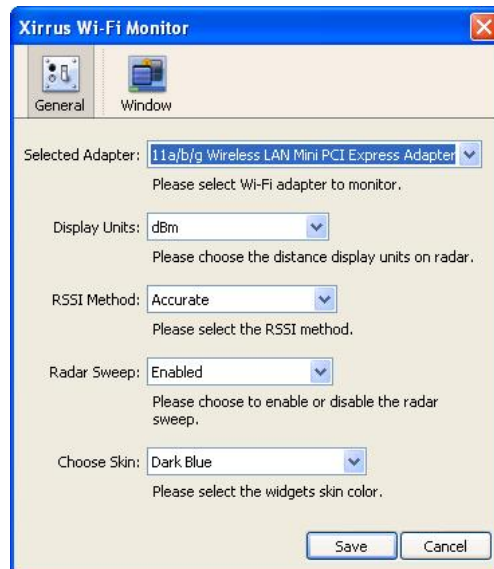 Xirrus Wi-Fi Monitor
General
Window
Selected Adapter: 11a/b/g Wireless LAN Mini PCI Express Adapter
Please select Wi-Fi adapter to monitor.
Display Units: dBm
Please choose the distance display units on radar.
RSSI Method: Accurate
Please select the RSSI method.
Radar Sweep: Enabled
Please choose to enable or disable the radar
sweep.
Choose Skin: Dark Blue
Please select the widgets skin color.
Save
Cancel